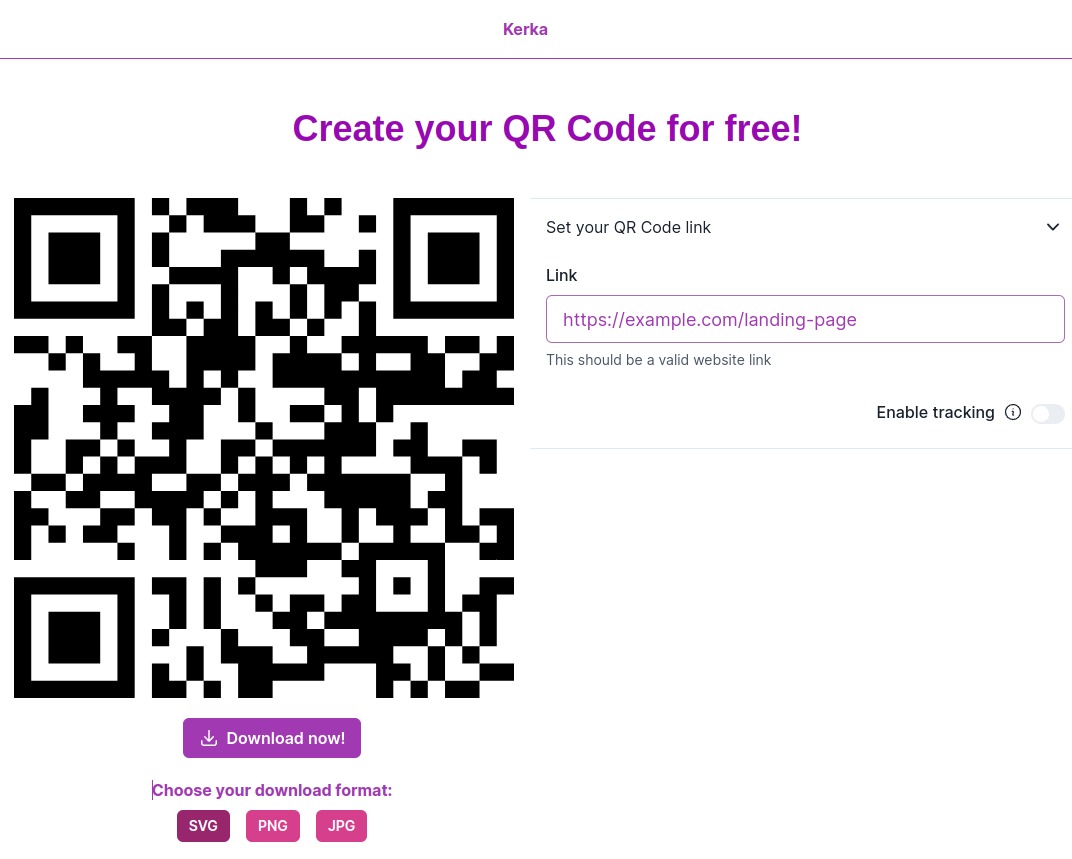 Kerka
Create your QR Code for free!
Set your QR Code link
Link
https://example.com/landing-page
This should be a valid website link
Enable tracking
Download now!
Choose your download format:
SVG PNG JPG